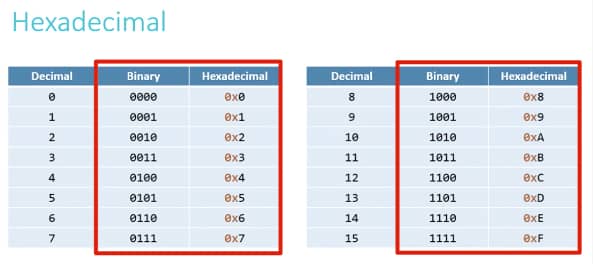 Hexadecimal
Decimal Binary Hexadecimal
0 0000 0x0
1 0001 0x1
2 0010 0x2
3 0011 0x3
4 0100 0x4
5 0101 0x5
6 0110 0x6
7 0111 0x7
Decimal Binary Hexadecimal
8 1000 0x8
9 1001 0x9
10 1010 0xA
11 1011 0xB
12 1100 0xC
13 1101 0xD
14 1110 0xE
15 1111 0xF